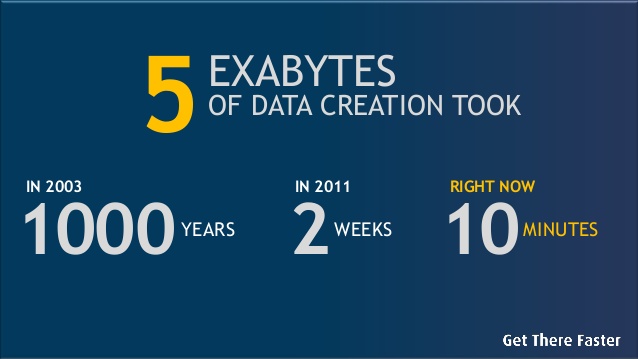 5 EXABYTES
OF DATA CREATION TOOK
IN 2003
1000 YEARS
IN 2011
2 WEEKS
RIGHT NOW
10 MINUTES
Get There Faster